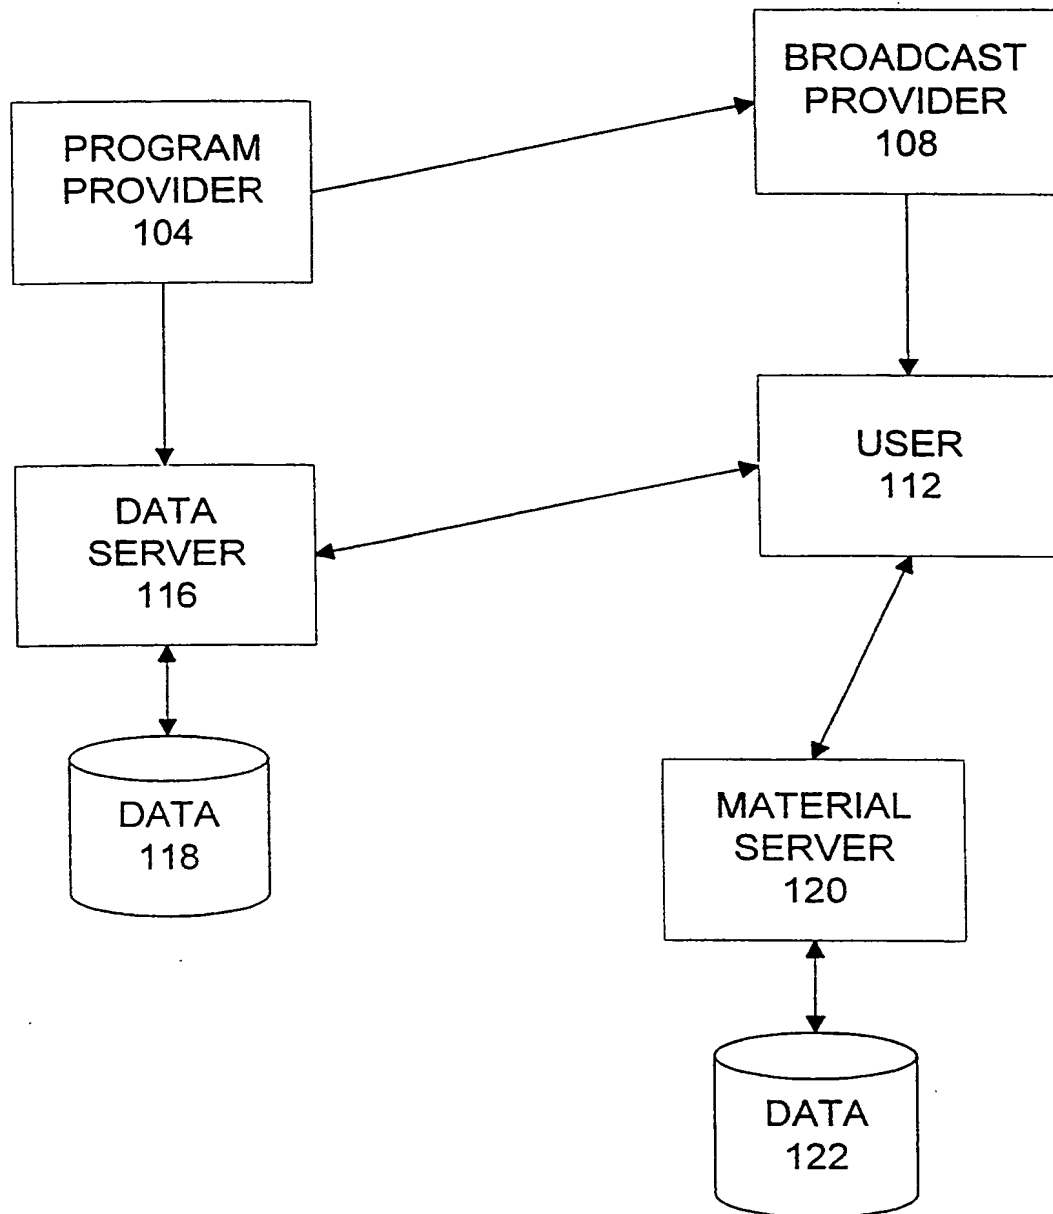 BROADCAST
PROVIDER
108
PROGRAM
PROVIDER
104
USER
112
DATA
SERVER
116
DATA
118
MATERIAL
SERVER
120
DATA
122